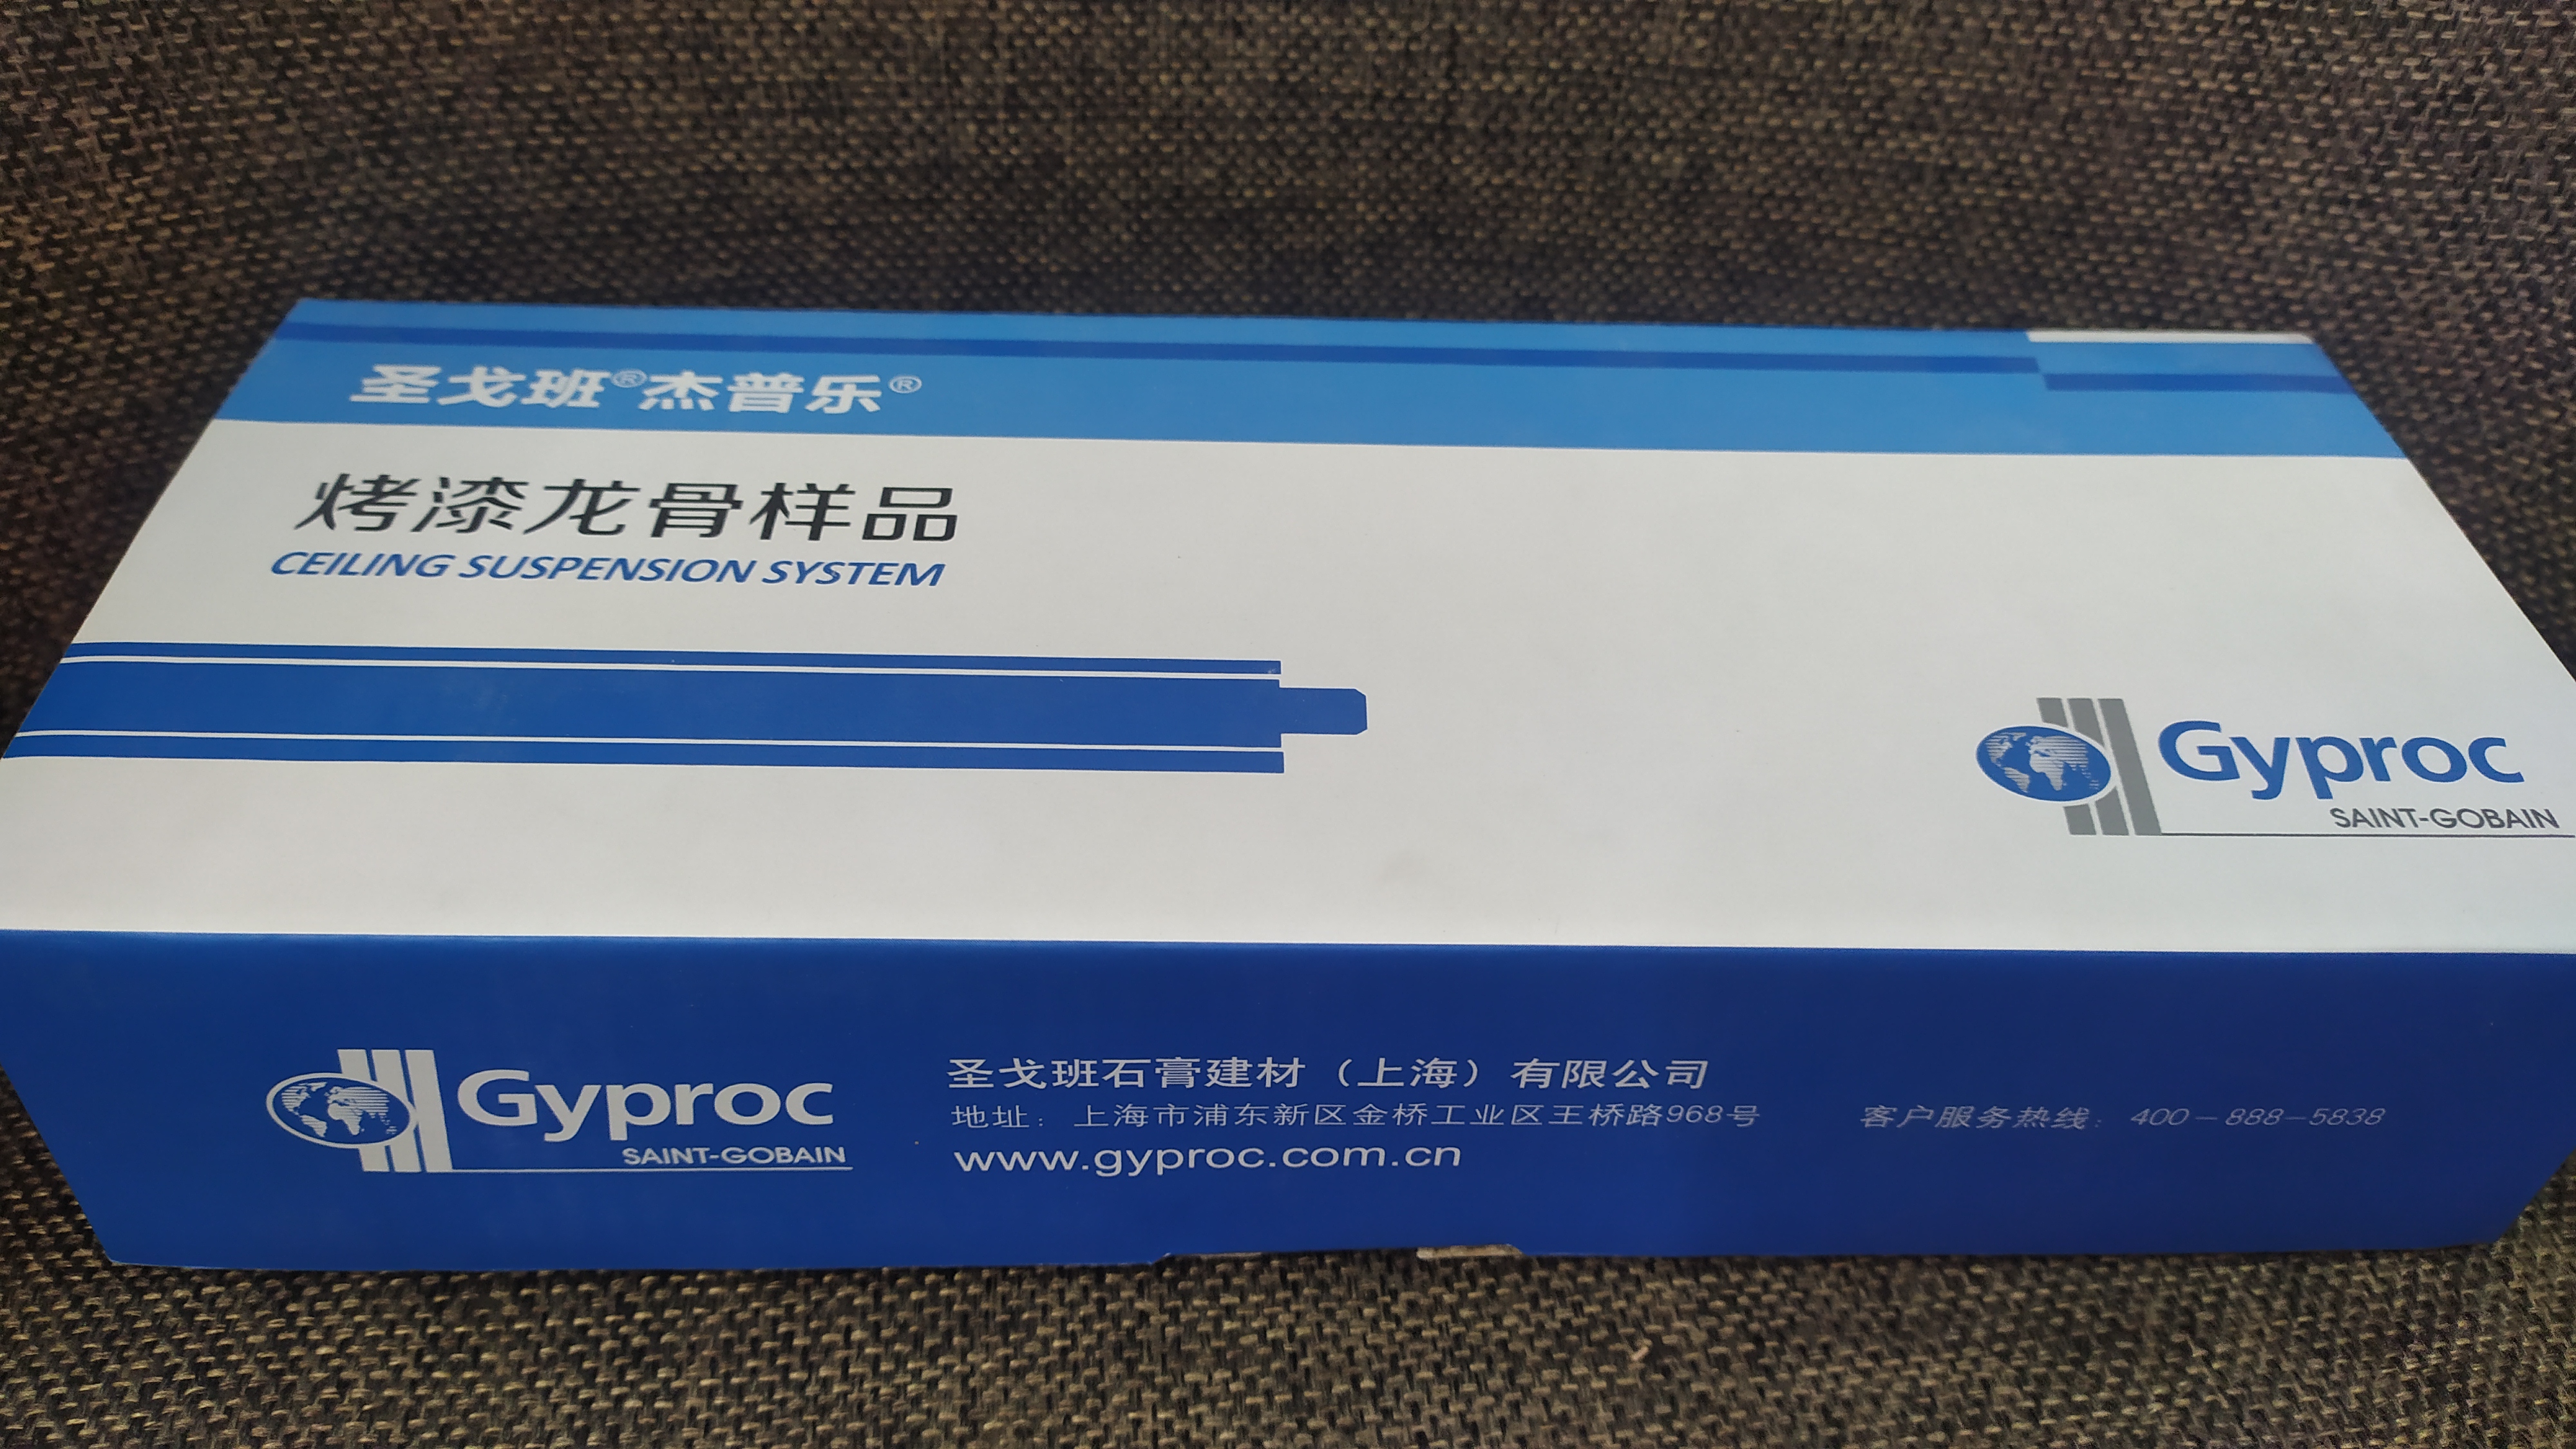 圣戈班®杰普乐®
烤漆龙骨样品
CEILING SUSPENSION SYSTEM
Gyproc
SAINT-GOBAIN
Gyproc
SAINT-GOBAIN
圣戈班石膏建材（上海）有限公司
地址：上海市浦东新区金桥工业区王桥路968号
客户服务热线：400-888-5838
www.gyproc.com.cn